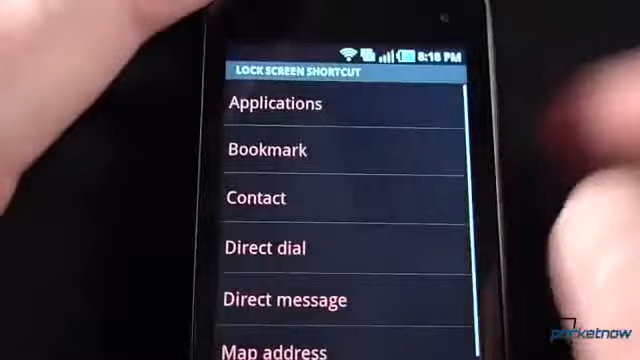 8:18 PM
LOCK SCREEN SHORTCUT
Applications
Bookmark
Contact
Direct dial
Direct message
Map address
pocketnow